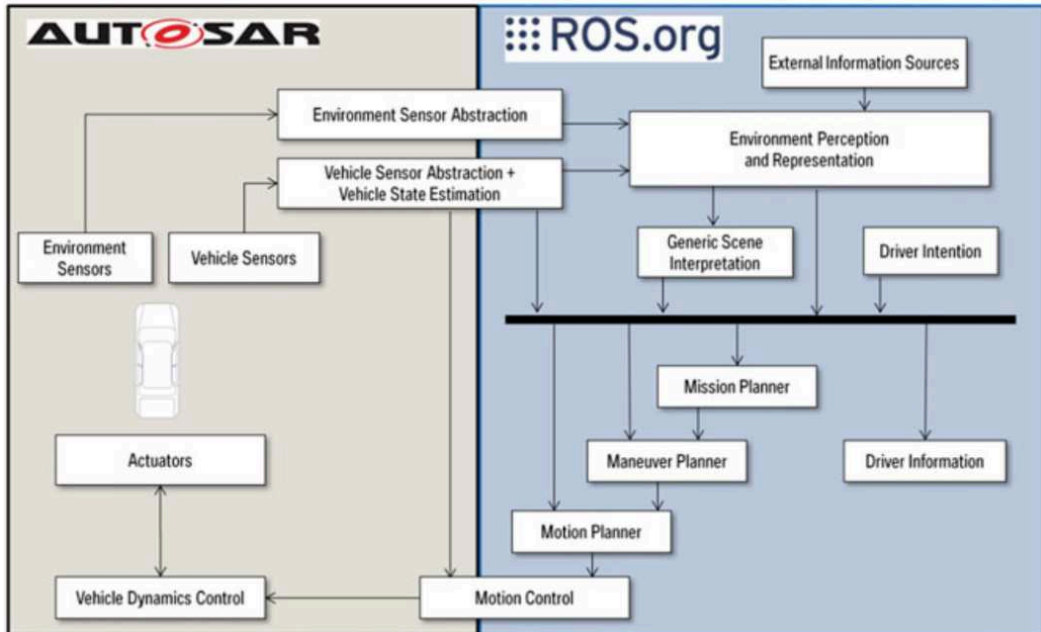 AUTOSAR
ROS.org
External Information Sources
Environment Sensor Abstraction
Environment Perception
and Representation
Vehicle Sensor Abstraction +
Vehicle State Estimation
Environment
Sensors
Vehicle Sensors
Generic Scene
Interpretation
Driver Intention
Mission Planner
Actuators
Maneuver Planner
Driver Information
Motion Planner
Vehicle Dynamics Control
Motion Control